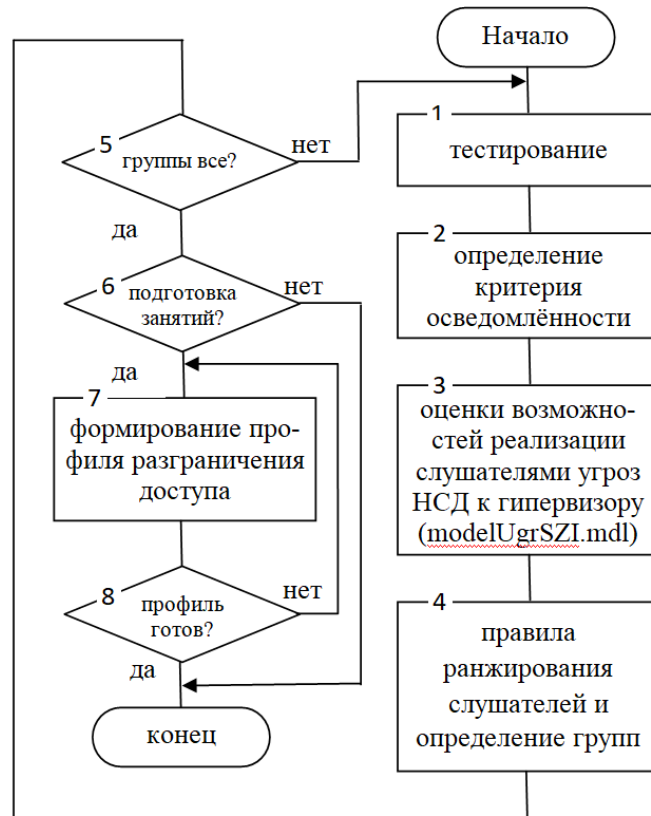 Начало
1
тестирование
2
определение
критерия
осведомлённости
3
оценки возможно-
стей реализации
слушателями угроз
НСД к гипервизору
(modelUgrSZI.mdl)
4
правила
ранжирования
слушателей и
определение групп
5
группы все?
нет
да
6
подготовка
занятий?
нет
да
7
формирование про-
филя разграничения
доступа
8
профиль
готов?
нет
да
конец